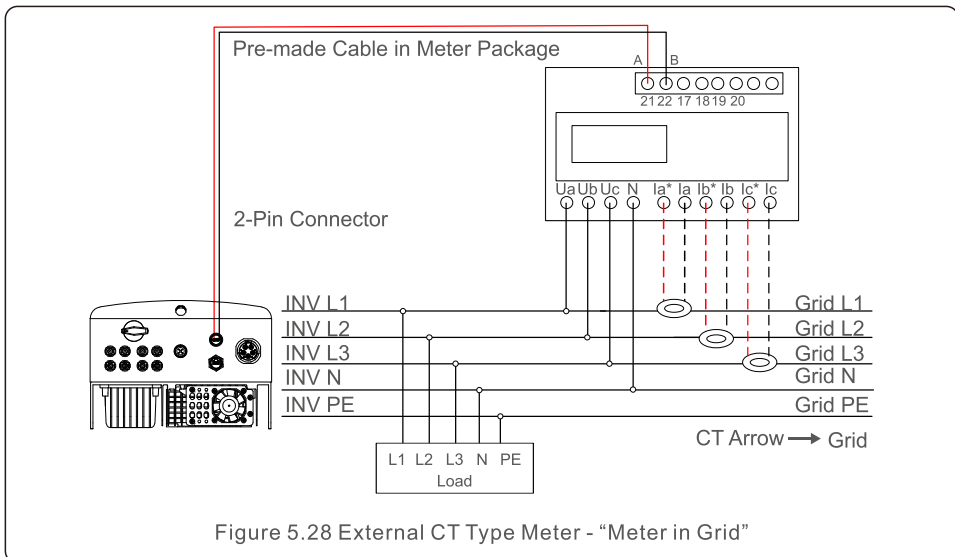 Pre-made Cable in Meter Package
A B
21 22 17 18 19 20
Ua Ub Uc N Ia* Ia Ib* Ib Ic* Ic
2-Pin Connector
INV L1 Grid L1
INV L2 Grid L2
INV L3 Grid L3
INV N Grid N
INV PE Grid PE
CT Arrow → Grid
L1 L2 L3 N PE
Load
Figure 5.28 External CT Type Meter - “Meter in Grid”